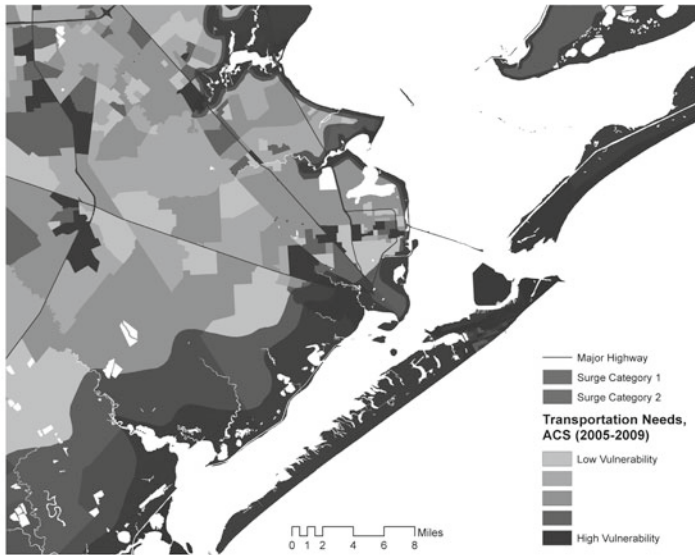 Major Highway
Surge Category 1
Surge Category 2
Transportation Needs,
ACS (2005-2009)
Low Vulnerability
High Vulnerability
Miles
0 1 2 4 6 8